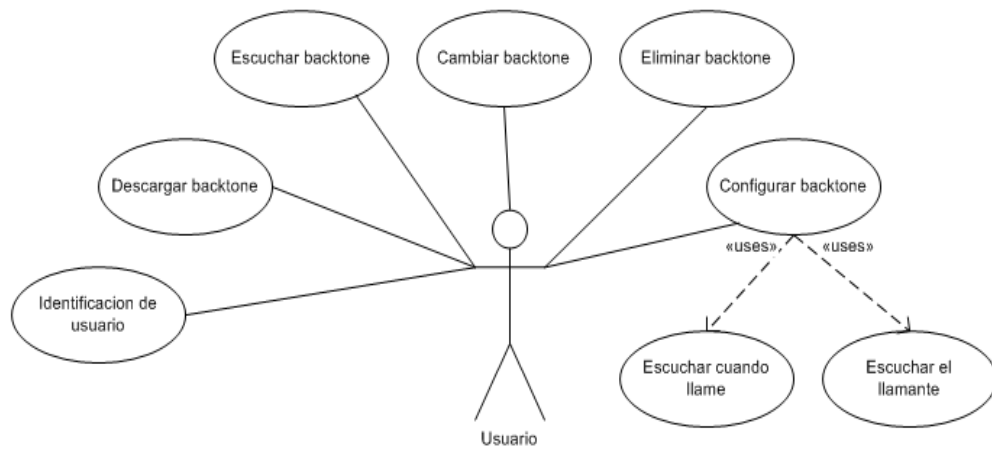 Escuchar backtone
Cambiar backtone
Eliminar backtone
Descargar backtone
Configurar backtone
«uses»
«uses»
Identificacion de
usuario
Escuchar cuando
llame
Escuchar el
llamante
Usuario